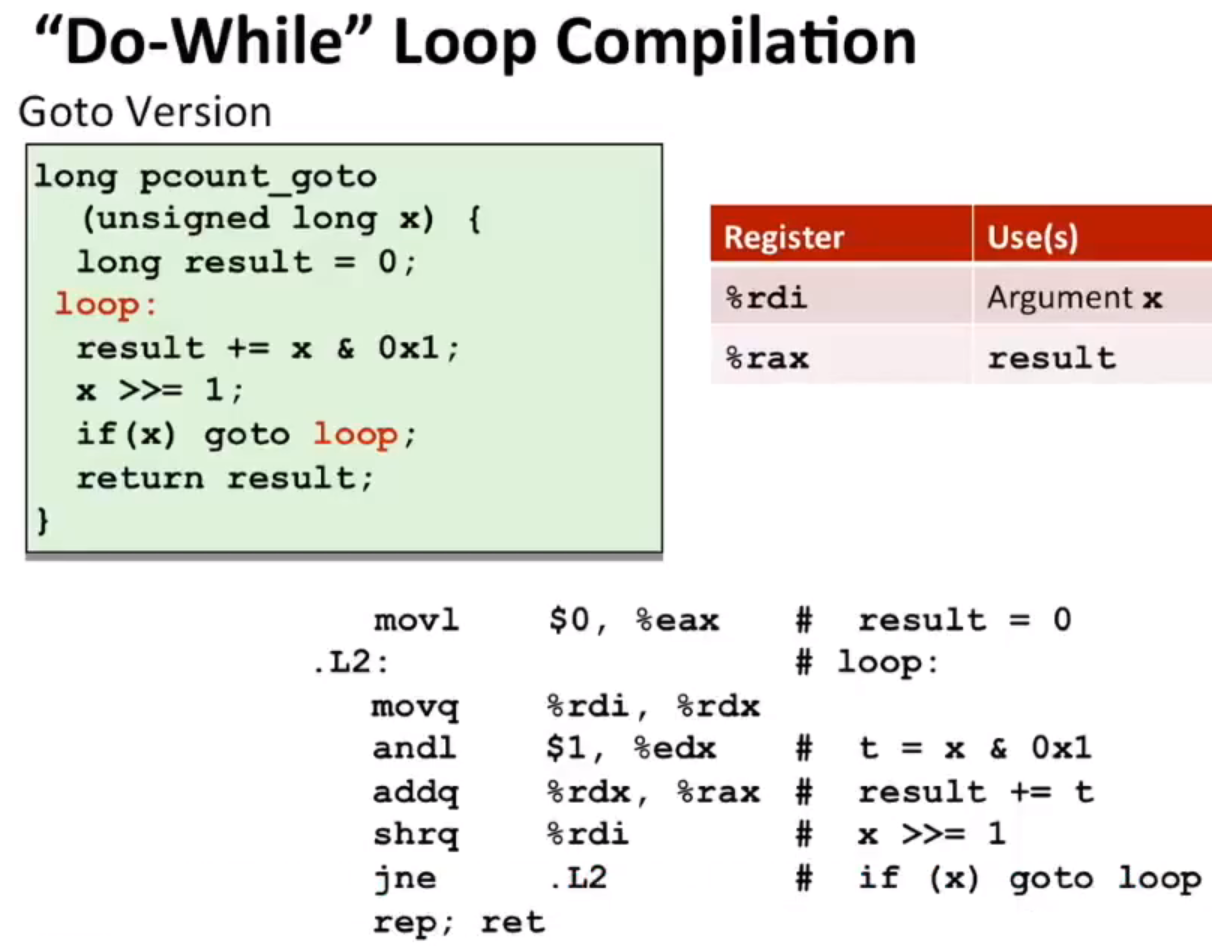 “Do-While” Loop Compilation
Goto Version
long pcount_goto
(unsigned long x) {
long result = 0;
loop:
result += x & 0x1;
x >>= 1;
if(x) goto loop;
return result;
}
Register Use(s)
%rdi Argument x
%rax result
movl $0, %eax # result = 0
.L2: # loop:
movq %rdi, %rdx
andl $1, %edx # t = x & 0x1
addq %rdx, %rax # result += t
shrq %rdi # x >>= 1
jne .L2 # if (x) goto loop
rep; ret